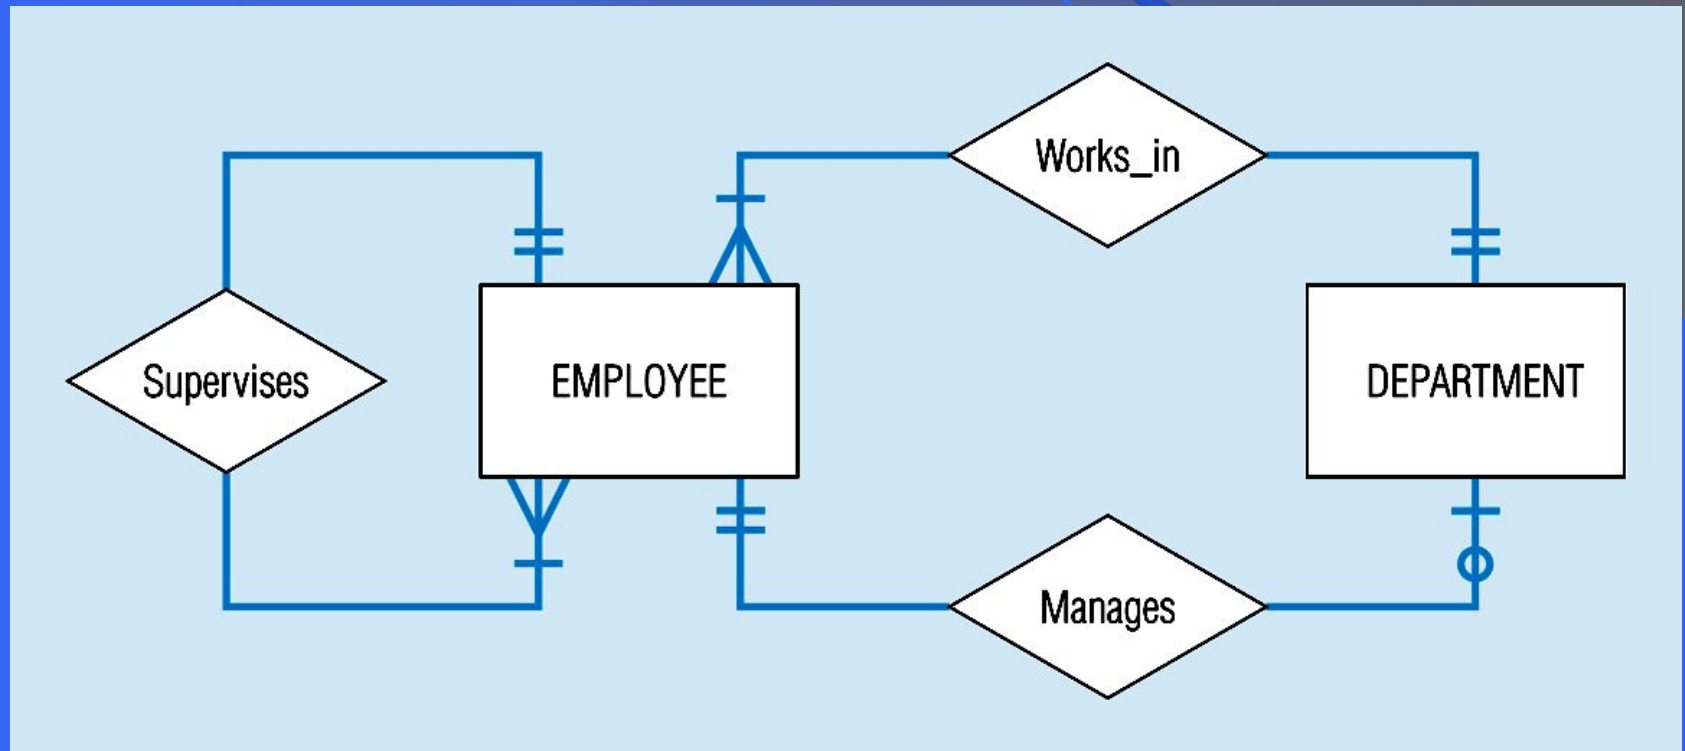 Works_in
Supervises
EMPLOYEE
DEPARTMENT
Manages